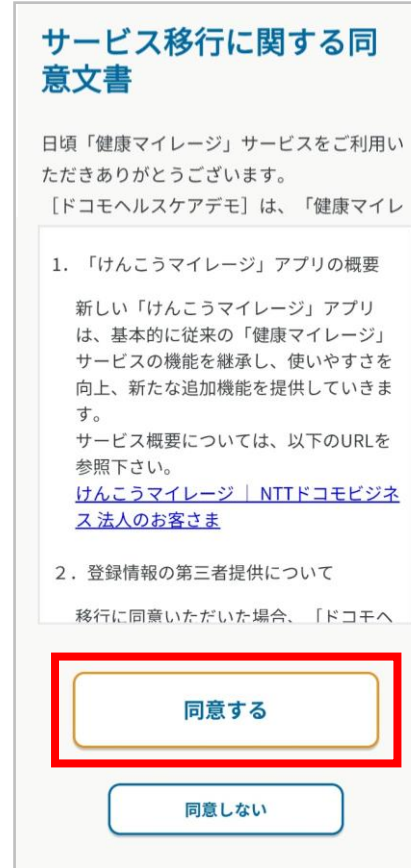 サービス移行に関する同
意文書
日頃「健康マイレージ」サービスをご利用い
ただきありがとうございます。
［ドコモヘルスケアデモ］は、「健康マイレ
1. 「けんこうマイレージ」アプリの概要
新しい「けんこうマイレージ」アプリ
は、基本的に従来の「健康マイレージ」
サービスの機能を継承し、使いやすさを
向上、新たな追加機能を提供していきま
す。
サービス概要については、以下のURLを
参照下さい。
けんこうマイレージ ｜ NTTドコモビジネ
ス 法人のお客さま
２．登録情報の第三者提供について
移行に同意いただいた場合、［ドコモヘ
同意する
同意しない